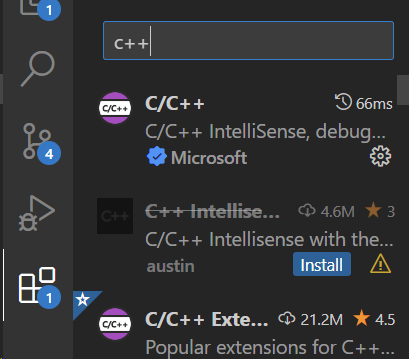 1
c++
4
1
C/C++
C/C++ 66ms
C/C++ IntelliSense, debug...
Microsoft
C++
C++ Intellise... 4.6M 3
C/C++ Intellisense with the...
austin Install
C/C++
C/C++ Exte... 21.2M 4.5
Popular extensions for C++...